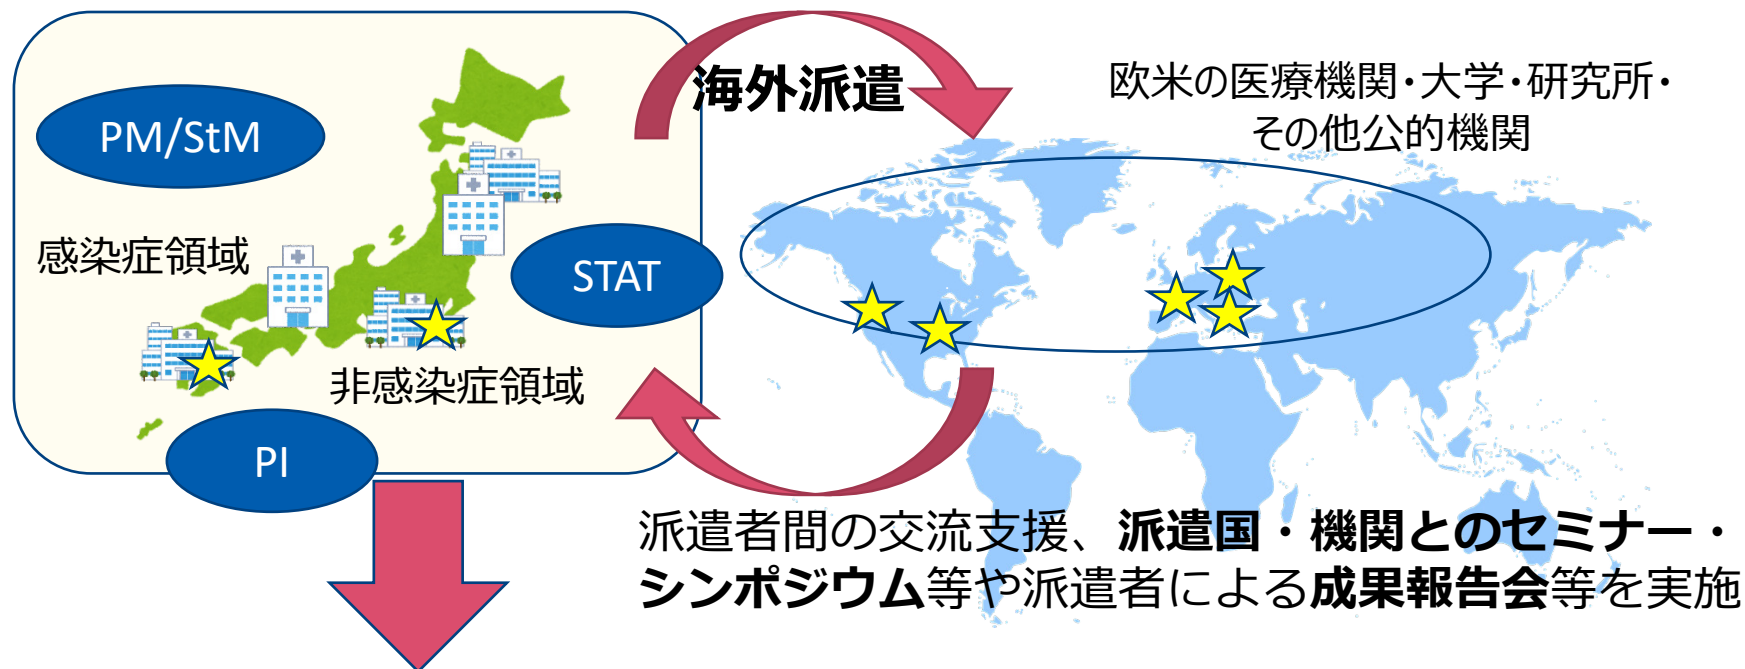 海外派遣
欧米の医療機関・大学・研究所・
その他公的機関
PM/StM
感染症領域
STAT
非感染症領域
PI
派遣者間の交流支援、派遣国・機関とのセミナー・
シンポジウム等や派遣者による成果報告会等を実施